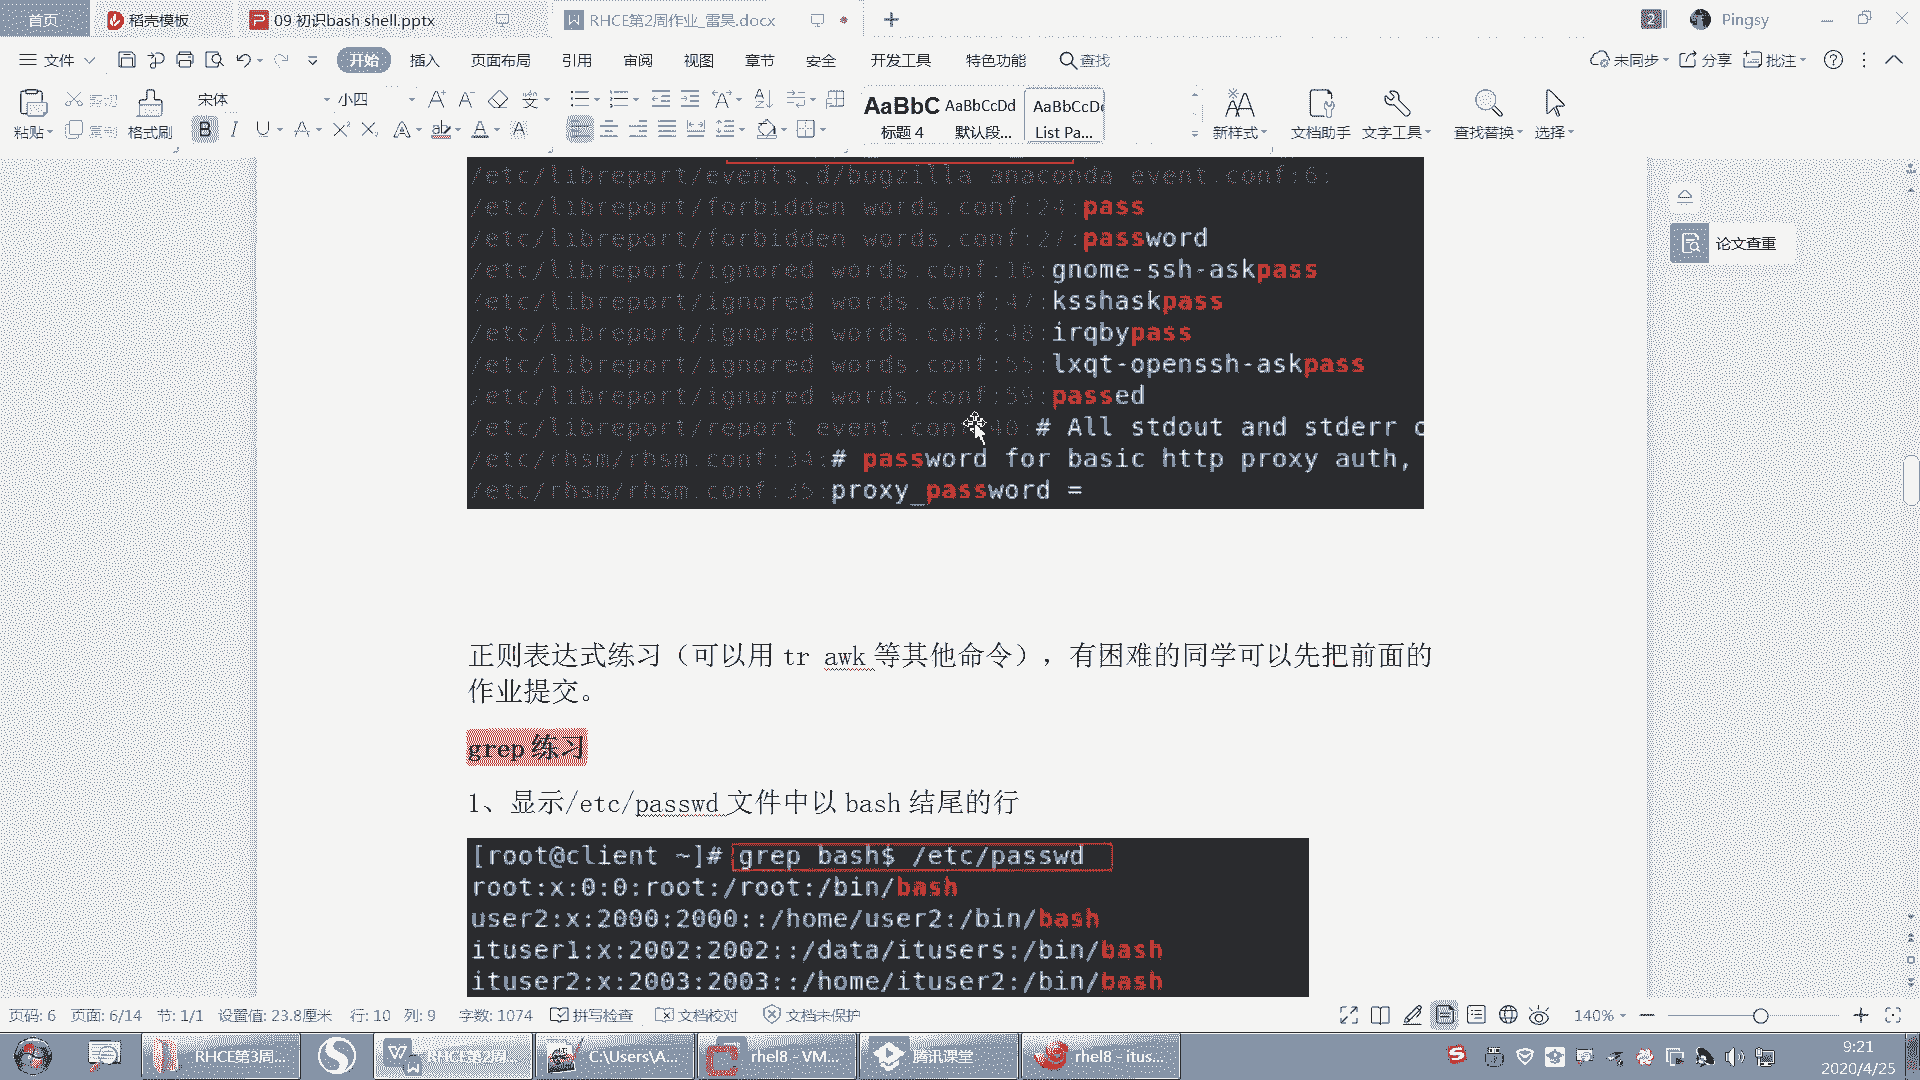 首页
稻壳模板
09 初识bash shell.pptx
RHCE第2周作业_雷昊.docx
2
Pingsy
文件
开始
插入
页面布局
引用
审阅
视图
章节
安全
开发工具
特色功能
查找
未同步
分享
批注
粘贴
剪切
复制
格式刷
宋体
小四
AaBbC
标题 4
AaBbCcDd
默认段...
AaBbCcD
List Pa...
新样式
文档助手
文字工具
查找替换
选择
论文查重
/etc/libreport/events.d/bugzilla_anaconda_event.conf:6:
/etc/libreport/forbidden_words.conf:24:pass
/etc/libreport/forbidden_words.conf:27:password
/etc/libreport/ignored_words.conf:16:gnome-ssh-askpass
/etc/libreport/ignored_words.conf:47:ksshaskpass
/etc/libreport/ignored_words.conf:48:irqbypass
/etc/libreport/ignored_words.conf:55:lxqt-openssh-askpass
/etc/libreport/ignored_words.conf:59:passed
/etc/libreport/report_event.conf:40:# All stdout and stderr
/etc/rhsm/rhsm.conf:34:# password for basic http proxy auth,
/etc/rhsm/rhsm.conf:35:proxy_password =
正则表达式练习（可以用 tr awk 等其他命令），有困难的同学可以先把前面的
作业提交。
grep 练习
1、显示/etc/passwd 文件中以 bash 结尾的行
[root@client ~]# grep bash$ /etc/passwd
root:x:0:0:root:/root:/bin/bash
user2:x:2000:2000::/home/user2:/bin/bash
ituser1:x:2002:2002::/data/itusers:/bin/bash
ituser2:x:2003:2003::/home/ituser2:/bin/bash
页码: 6 页面: 6/14 节: 1/1 设置值: 23.8厘米 行: 10 列: 9 字数: 1074 拼写检查 文档校对 文档未保护
140%
RHCE第3周...
RHCE第2周...
C:\Users\A...
rhel8 - VM...
腾讯课堂
rhel8 - itus...
9:21
2020/4/25